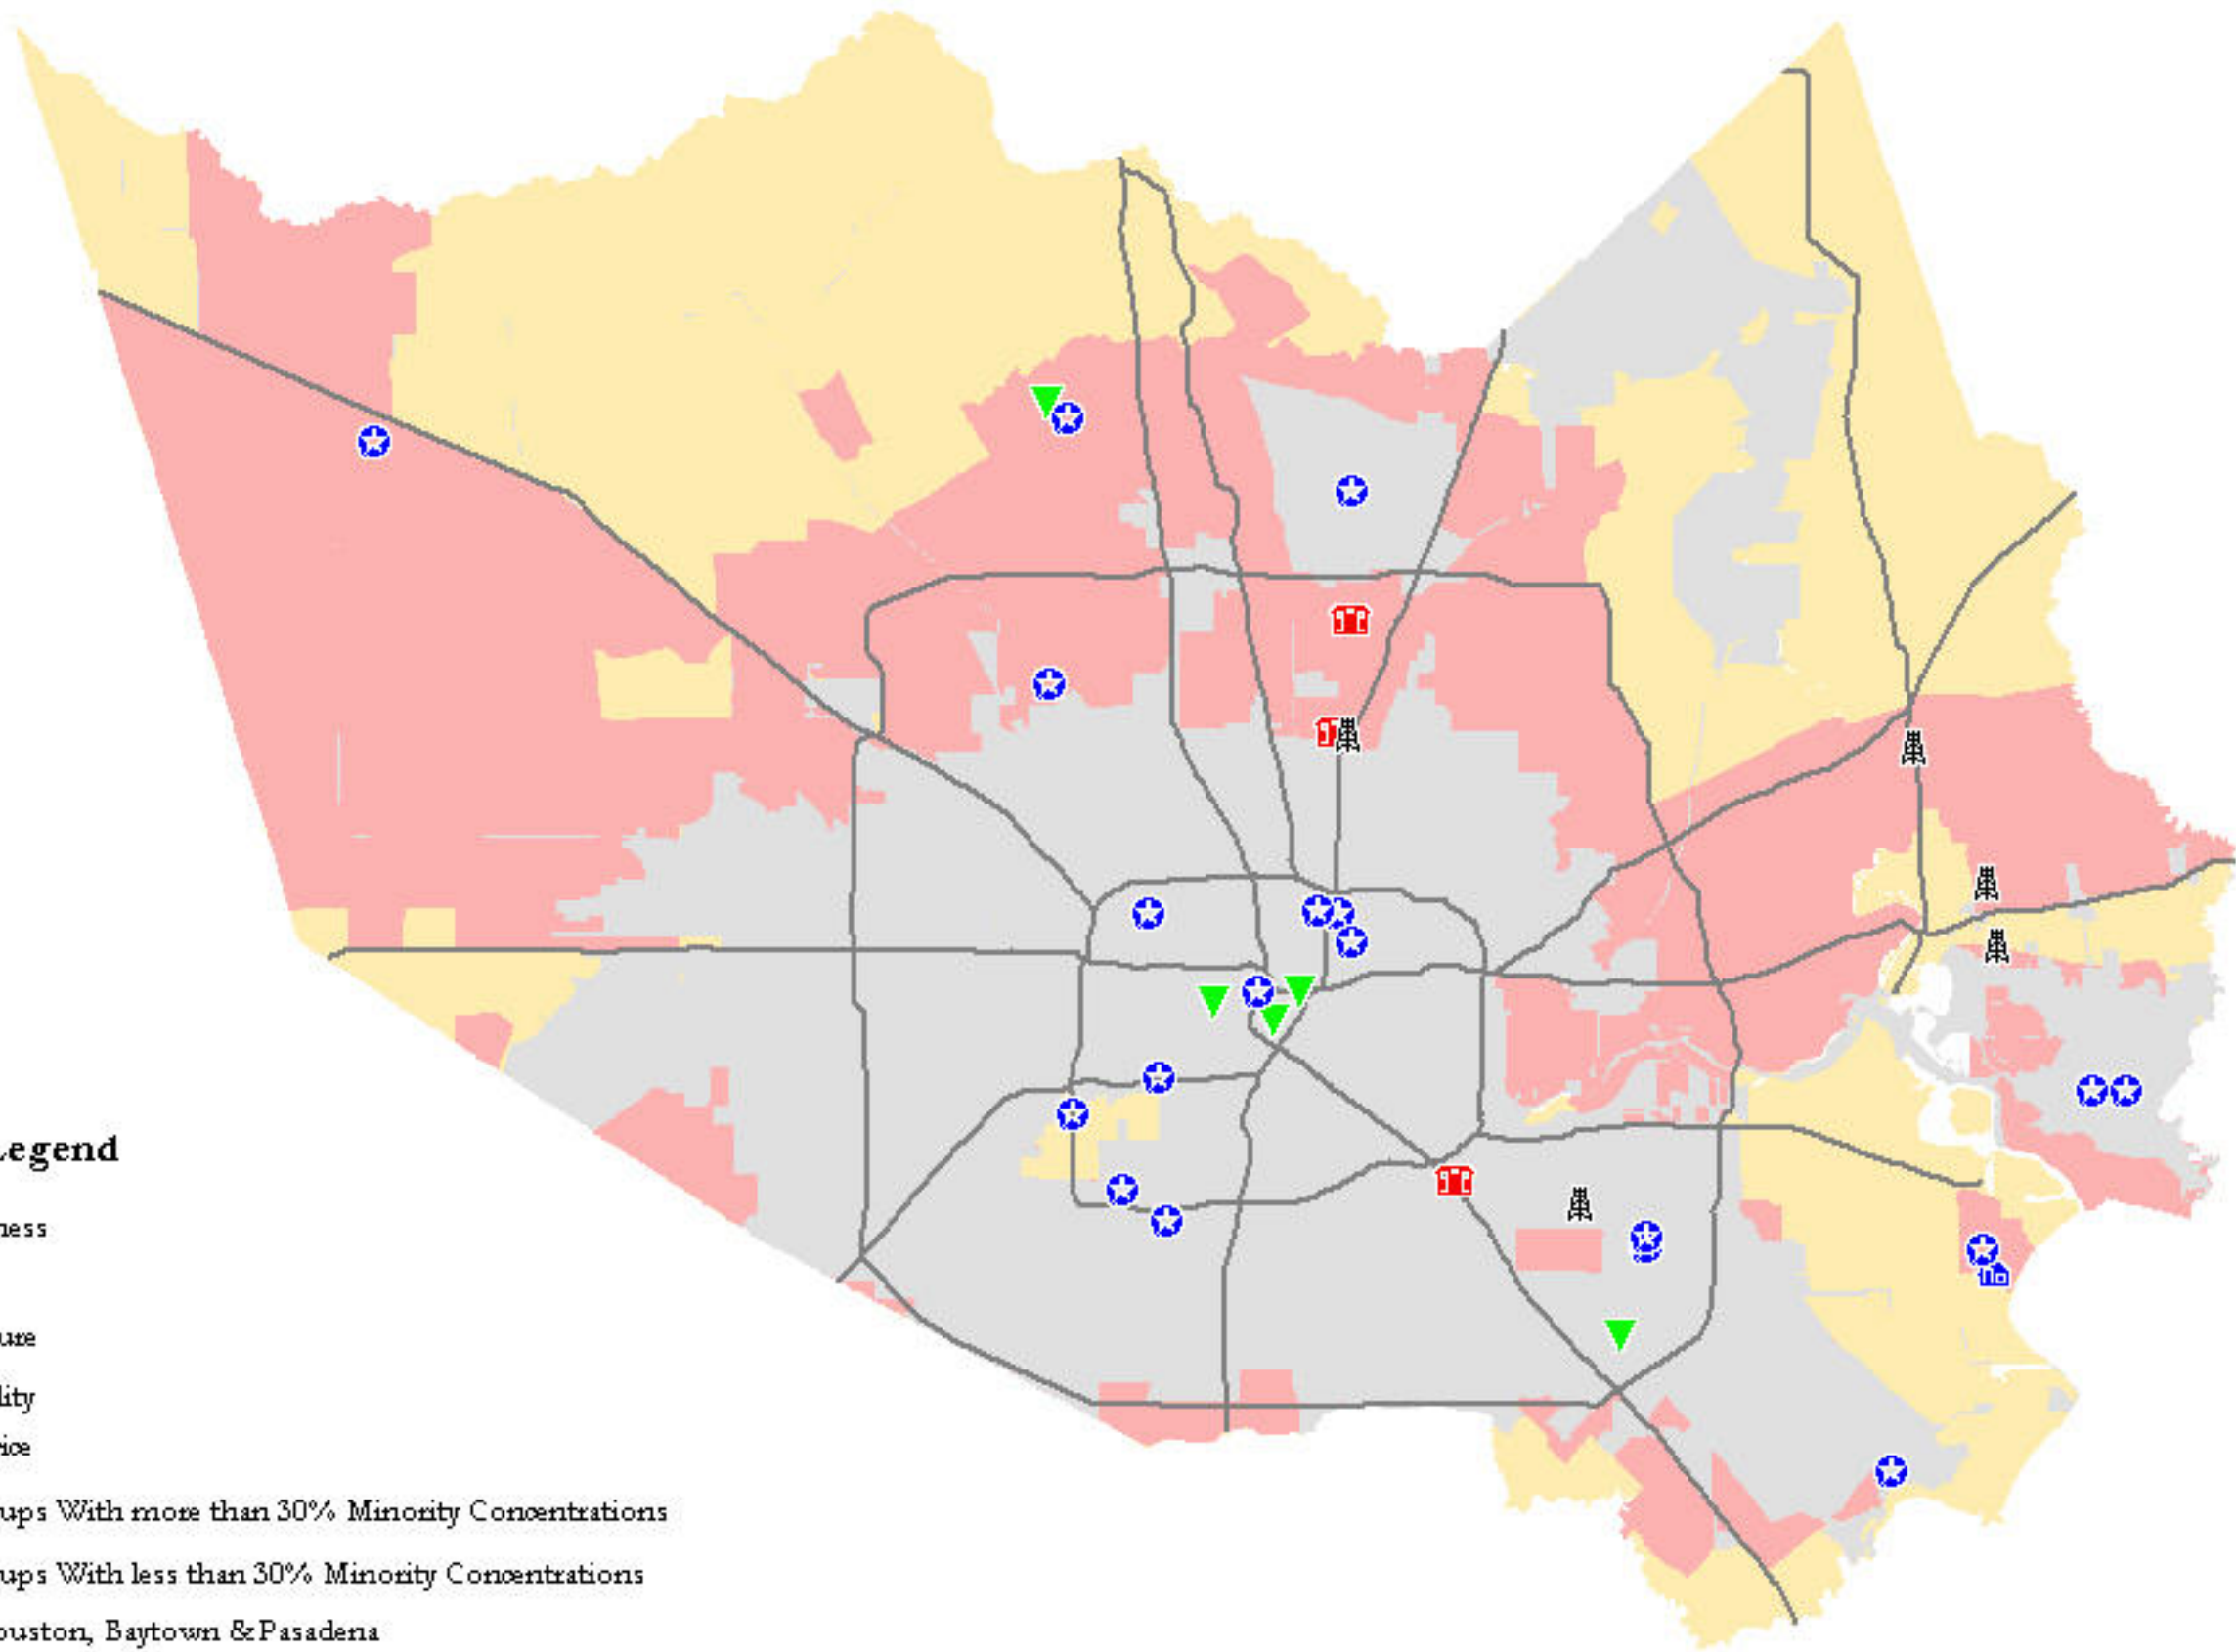 Legend
ness
ure
lity
rice
ups With more than 30% Minority Concentrations
ups With less than 30% Minority Concentrations
ouston, Baytown & Pasadena